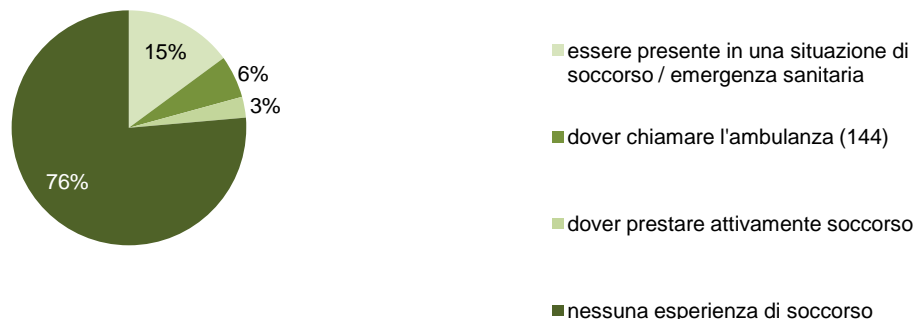 15%
6%
3%
76%
essere presente in una situazione di
soccorso / emergenza sanitaria
dover chiamare l'ambulanza (144)
dover prestare attivamente soccorso
nessuna esperienza di soccorso